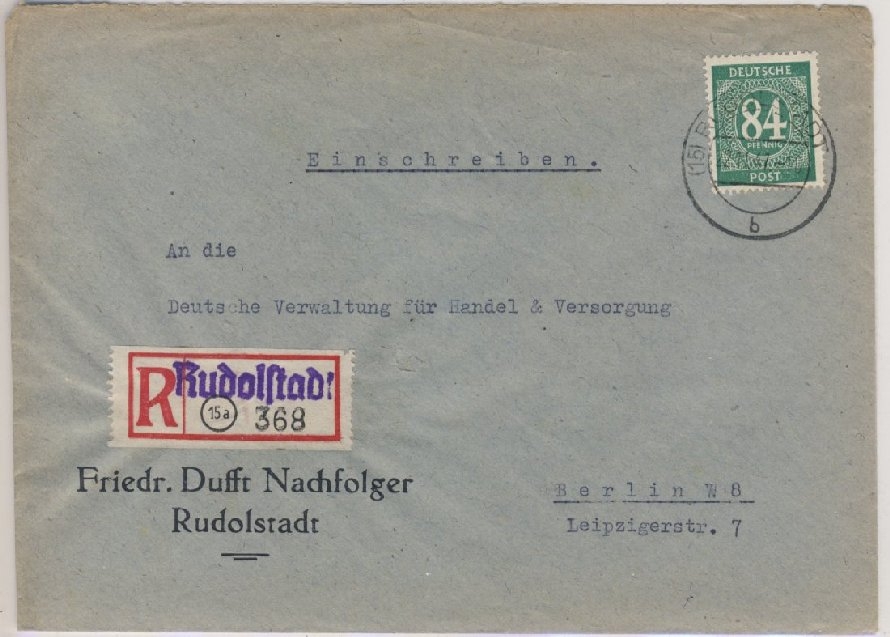 DEUTSCHE
84
PFENNIG
POST
(15)
b
Einschreiben.
An die
Deutsche Verwaltung für Handel & Versorgung
R Rudolstadt
15a 368
Friedr. Dufft Nachfolger
Rudolstadt
Berlin W 8
Leipzigerstr. 7